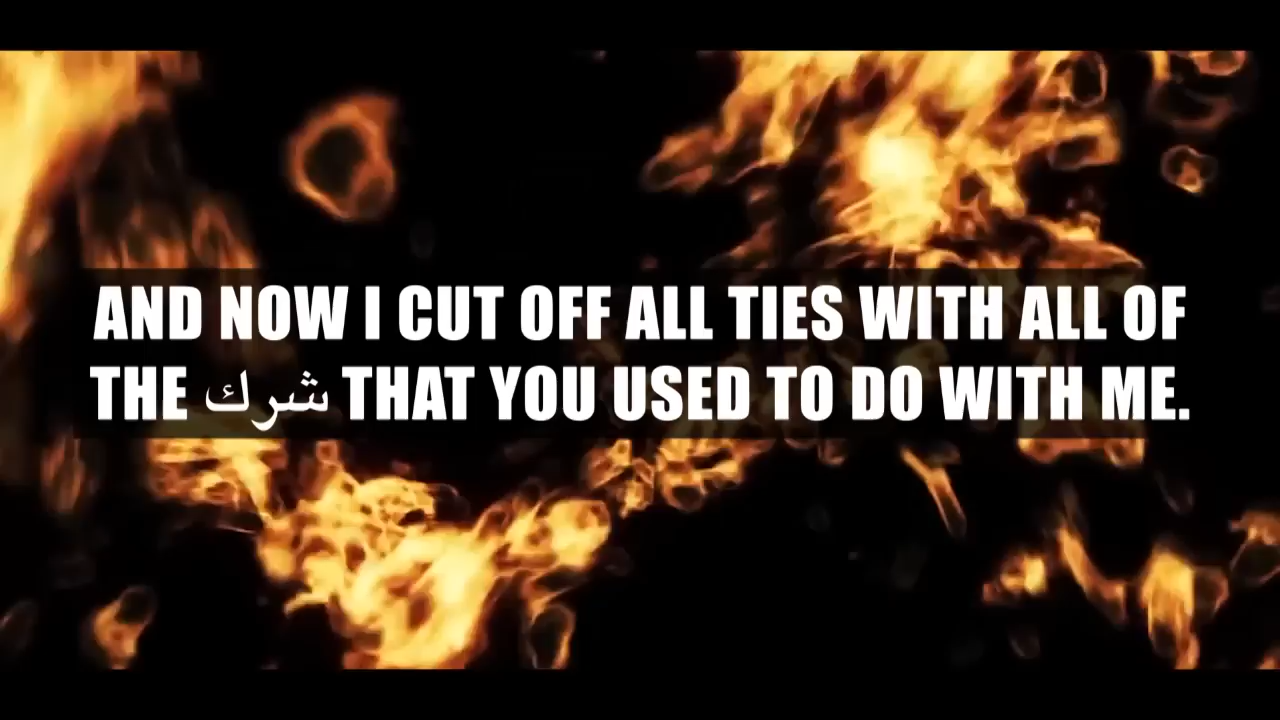 AND NOW I CUT OFF ALL TIES WITH ALL OF
THE شرك THAT YOU USED TO DO WITH ME.